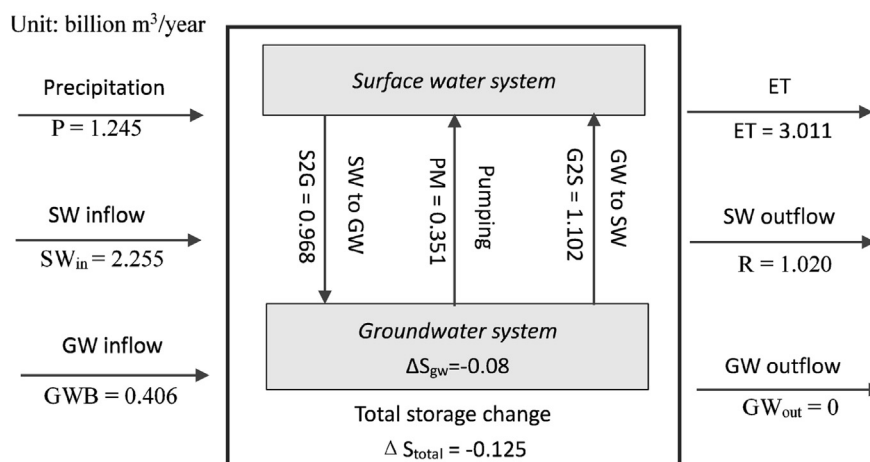 Unit: billion m³/year
Precipitation
P = 1.245
SW inflow
SWin = 2.255
GW inflow
GWB = 0.406
Surface water system
S2G = 0.968
SW to GW
PM = 0.351
Pumping
G2S = 1.102
GW to SW
Groundwater system
ΔSgw=-0.08
Total storage change
Δ Stotal = -0.125
ET
ET = 3.011
SW outflow
R = 1.020
GW outflow
GWout = 0